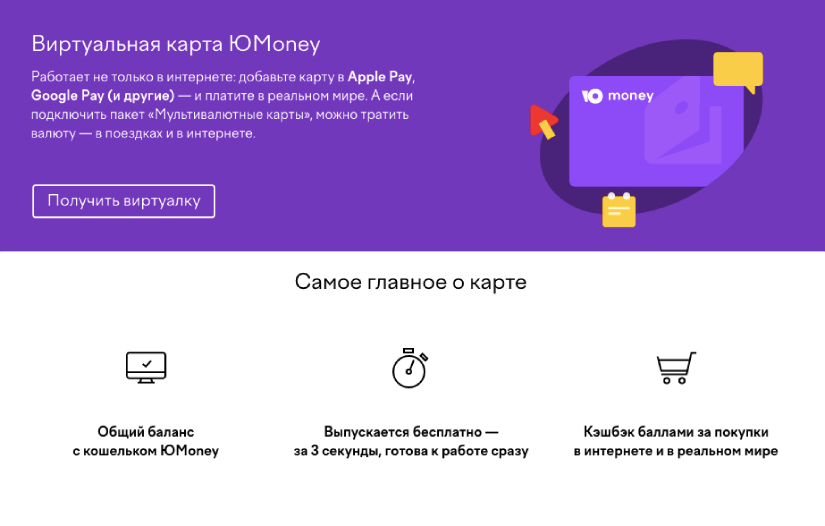 Виртуальная карта ЮMoney
Работает не только в интернете: добавьте карту в Apple Pay,
Google Pay (и другие) — и платите в реальном мире. А если
подключить пакет «Мультивалютные карты», можно тратить
валюту — в поездках и в интернете.
Получить виртуалку
Ю money
Самое главное о карте
Общий баланс
с кошельком ЮMoney
Выпускается бесплатно —
за 3 секунды, готова к работе сразу
Кэшбэк баллами за покупки
в интернете и в реальном мире